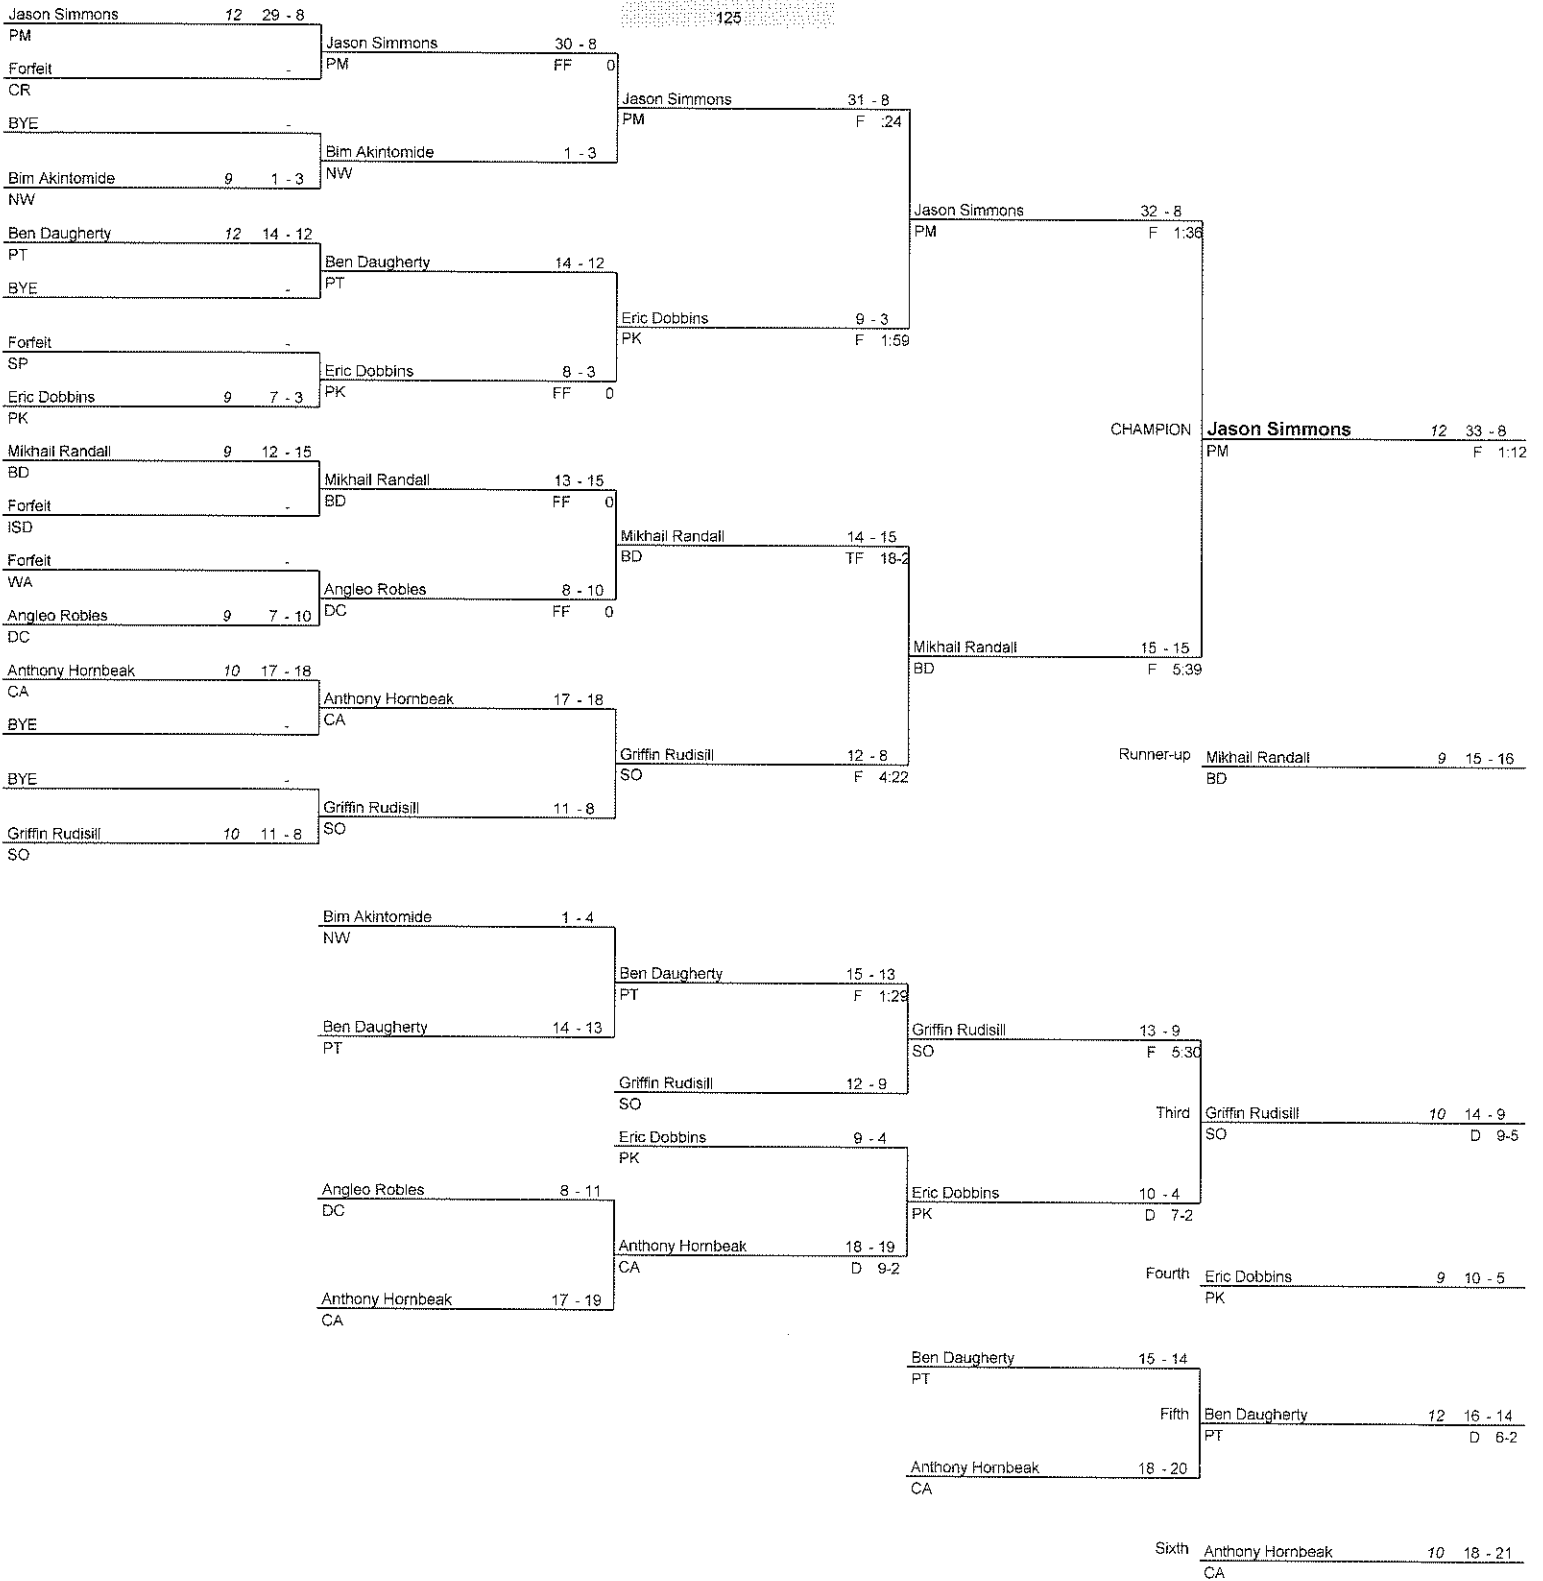 125
Jason Simmons 12 29 - 8
PM
Forfeit -
CR
BYE -
Bim Akintomide 9 1 - 3
NW
Ben Daugherty 12 14 - 12
PT
BYE -
Forfeit -
SP
Eric Dobbins 9 7 - 3
PK
Mikhail Randall 9 12 - 15
BD
Forfeit -
ISD
Forfeit -
WA
Angleo Robles 9 7 - 10
DC
Anthony Hornbeak 10 17 - 18
CA
BYE -
BYE -
Griffin Rudisill 10 11 - 8
SO
Jason Simmons 30 - 8
PM FF 0
Bim Akintomide 1 - 3
NW
Ben Daugherty 14 - 12
PT
Eric Dobbins 8 - 3
PK FF 0
Mikhail Randall 13 - 15
BD FF 0
Angleo Robles 8 - 10
DC FF 0
Anthony Hornbeak 17 - 18
CA
Griffin Rudisill 11 - 8
SO
Jason Simmons 31 - 8
PM F :24
Eric Dobbins 9 - 3
PK F 1:59
Mikhail Randall 14 - 15
BD TF 18-2
Griffin Rudisill 12 - 8
SO F 4:22
Jason Simmons 32 - 8
PM F 1:36
Mikhail Randall 15 - 15
BD F 5:39
CHAMPION Jason Simmons 12 33 - 8
PM F 1:12
Runner-up Mikhail Randall 9 15 - 16
BD
Bim Akintomide 1 - 4
NW
Ben Daugherty 14 - 13
PT
Angleo Robles 8 - 11
DC
Anthony Hornbeak 17 - 19
CA
Ben Daugherty 15 - 13
PT F 1:29
Griffin Rudisill 12 - 9
SO
Eric Dobbins 9 - 4
PK
Anthony Hornbeak 18 - 19
CA D 9-2
Griffin Rudisill 13 - 9
SO F 5:30
Eric Dobbins 10 - 4
PK D 7-2
Third Griffin Rudisill 10 14 - 9
SO D 9-5
Fourth Eric Dobbins 9 10 - 5
PK
Ben Daugherty 15 - 14
PT
Anthony Hornbeak 18 - 20
CA
Fifth Ben Daugherty 12 16 - 14
PT D 6-2
Sixth Anthony Hornbeak 10 18 - 21
CA